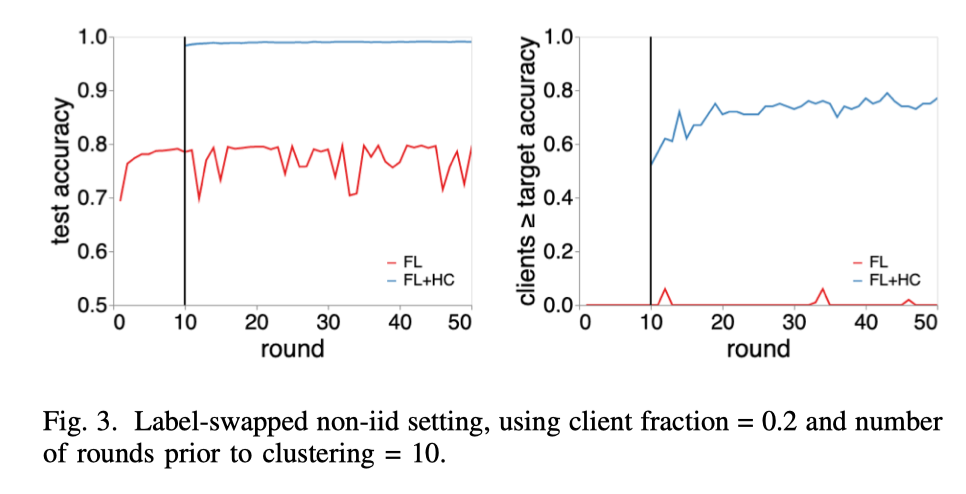 test accuracy
1.0
0.9
0.8
0.7
0.6
0.5
0 10 20 30 40 50
round
FL
FL+HC
clients ≥ target accuracy
1.0
0.8
0.6
0.4
0.2
0.0
0 10 20 30 40 50
round
FL
FL+HC
Fig. 3. Label-swapped non-iid setting, using client fraction = 0.2 and number
of rounds prior to clustering = 10.